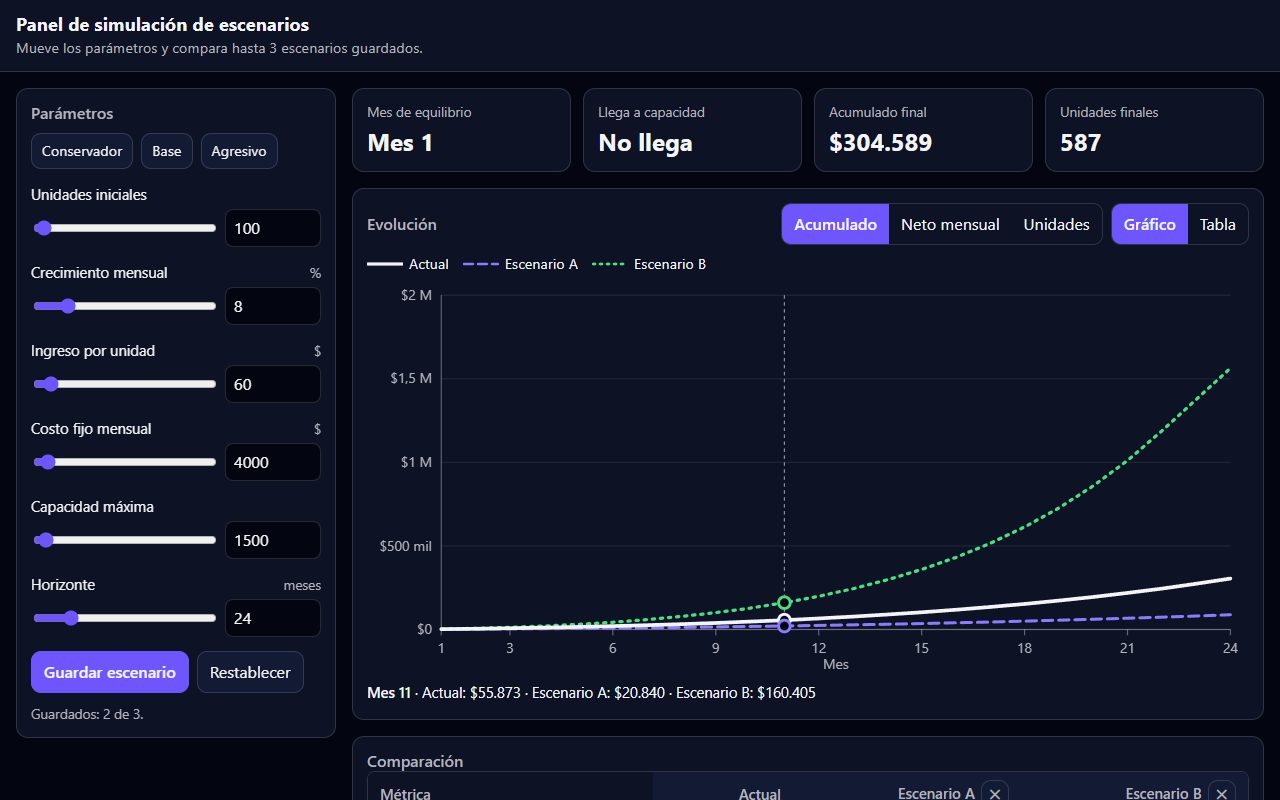 Panel de simulación de escenarios
Mueve los parámetros y compara hasta 3 escenarios guardados.
Parámetros
Conservador Base Agresivo
Unidades iniciales
100
Crecimiento mensual %
8
Ingreso por unidad $
60
Costo fijo mensual $
4000
Capacidad máxima
1500
Horizonte meses
24
Guardar escenario Restablecer
Guardados: 2 de 3.
Mes de equilibrio
Mes 1
Llega a capacidad
No llega
Acumulado final
$304.589
Unidades finales
587
Evolución
Acumulado Neto mensual Unidades Gráfico Tabla
Actual Escenario A Escenario B
$2 M
$1,5 M
$1 M
$500 mil
$0
1 3 6 9 12 15 18 21 24
Mes
Mes 11 · Actual: $55.873 · Escenario A: $20.840 · Escenario B: $160.405
Comparación
Métrica Actual Escenario A ✕ Escenario B ✕